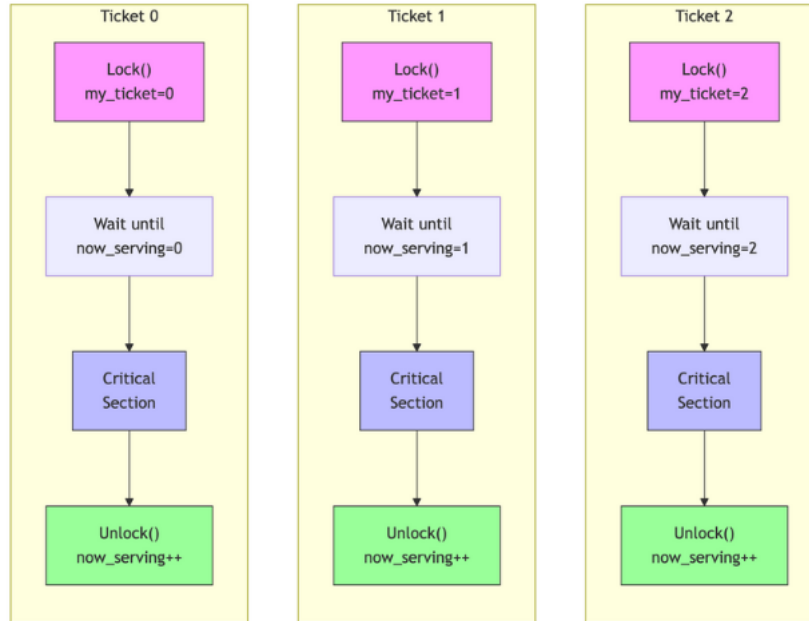 Ticket 0
Lock()
my_ticket=0
Wait until
now_serving=0
Critical
Section
Unlock()
now_serving++
Ticket 1
Lock()
my_ticket=1
Wait until
now_serving=1
Critical
Section
Unlock()
now_serving++
Ticket 2
Lock()
my_ticket=2
Wait until
now_serving=2
Critical
Section
Unlock()
now_serving++